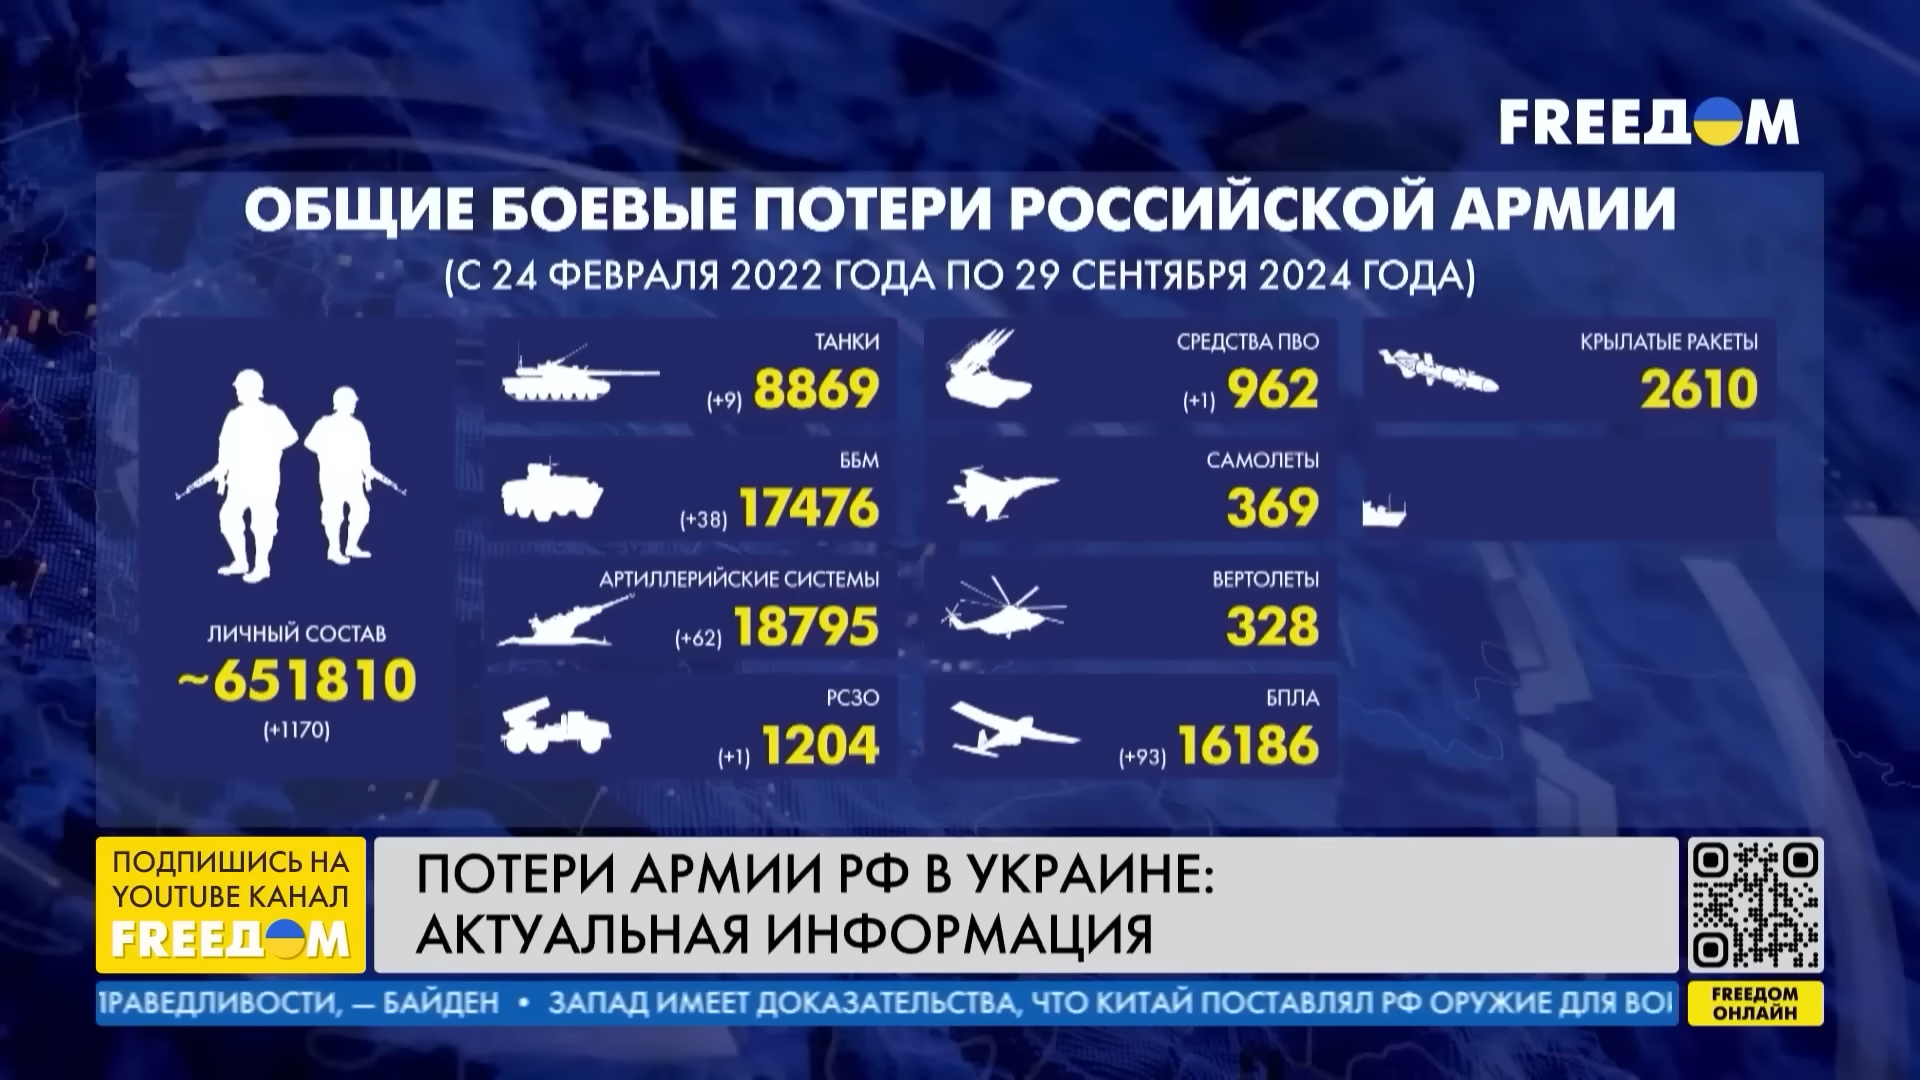 FREEДOM
ОБЩИЕ БОЕВЫЕ ПОТЕРИ РОССИЙСКОЙ АРМИИ
(С 24 ФЕВРАЛЯ 2022 ГОДА ПО 29 СЕНТЯБРЯ 2024 ГОДА)
ЛИЧНЫЙ СОСТАВ
~651810
(+1170)
ТАНКИ
(+9) 8869
ББМ
(+38) 17476
АРТИЛЛЕРИЙСКИЕ СИСТЕМЫ
(+62) 18795
РСЗО
(+1) 1204
СРЕДСТВА ПВО
(+1) 962
САМОЛЕТЫ
369
ВЕРТОЛЕТЫ
328
БПЛА
(+93) 16186
КРЫЛАТЫЕ РАКЕТЫ
2610
ПОДПИШИСЬ НА
YOUTUBE КАНАЛ
FREEДOM
ПОТЕРИ АРМИИ РФ В УКРАИНЕ:
АКТУАЛЬНАЯ ИНФОРМАЦИЯ
РАВЕДЛИВОСТИ, — БАЙДЕН • ЗАПАД ИМЕЕТ ДОКАЗАТЕЛЬСТВА, ЧТО КИТАЙ ПОСТАВЛЯЛ РФ ОРУЖИЕ ДЛЯ ВО
FREEДOM
ОНЛАЙН